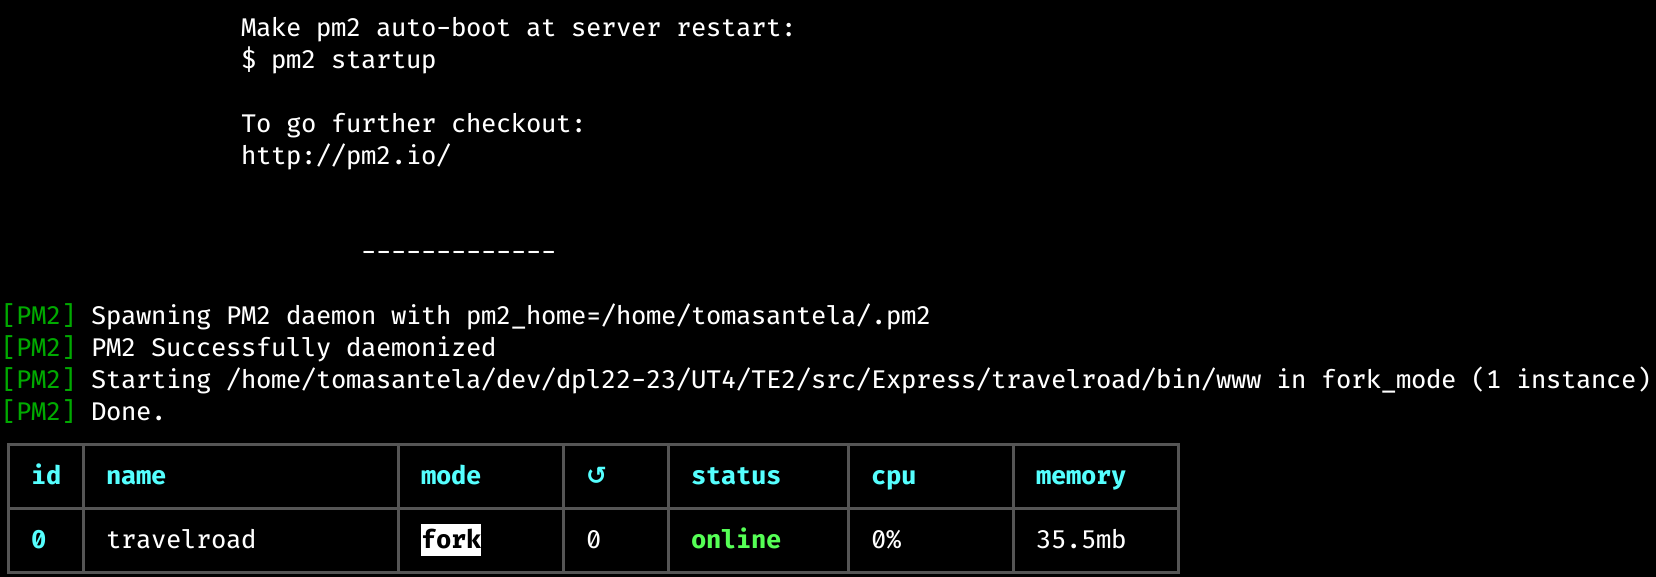 Make pm2 auto-boot at server restart:
$ pm2 startup
To go further checkout:
http://pm2.io/
-------------
[PM2] Spawning PM2 daemon with pm2_home=/home/tomasantela/.pm2
[PM2] PM2 Successfully daemonized
[PM2] Starting /home/tomasantela/dev/dpl22-23/UT4/TE2/src/Express/travelroad/bin/www in fork_mode (1 instance)
[PM2] Done.
id name mode ↺ status cpu memory
0 travelroad fork 0 online 0% 35.5mb